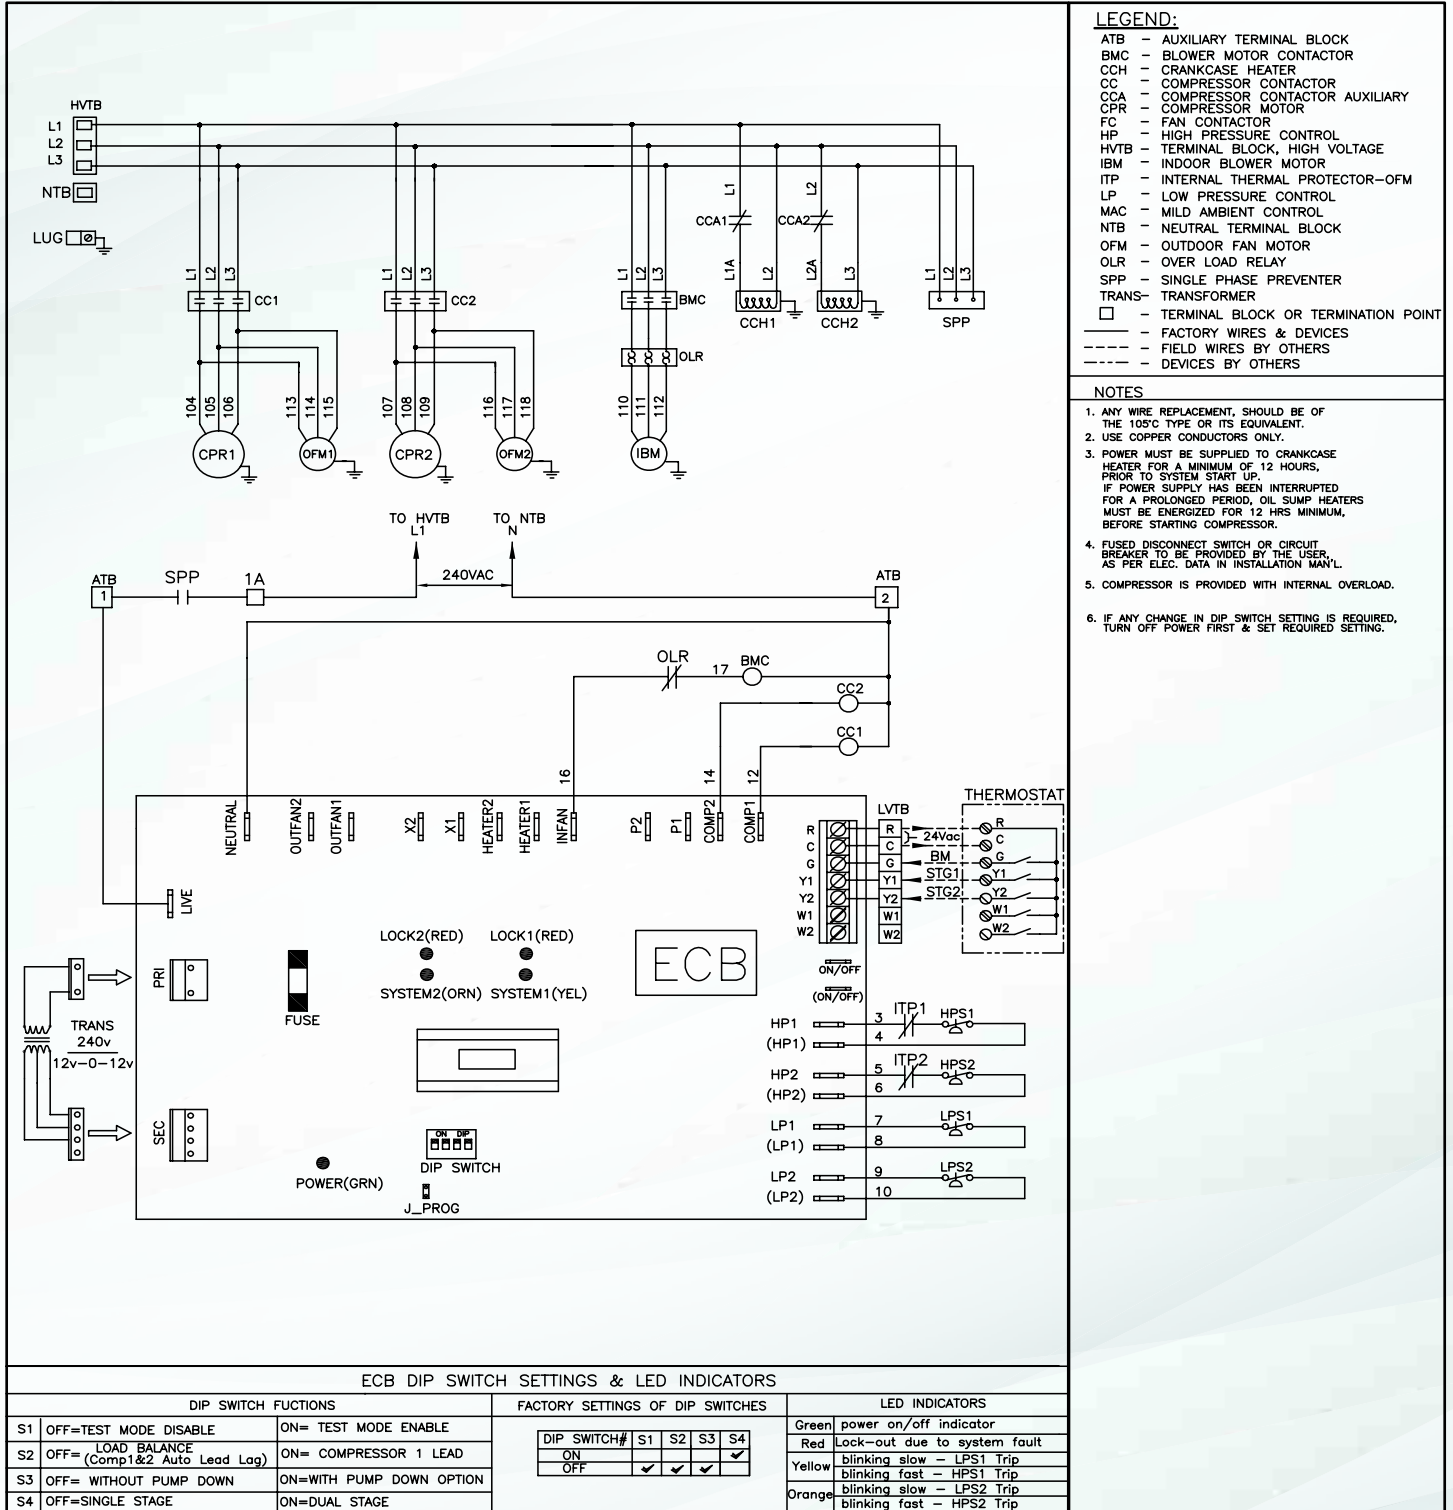 HVTB
L1
L2
L3
NTB
LUG
L1 L2 L3 CC1
L1 L2 L3 CC2
L1 L2 L3 BMC
OLR
L1 CCA1 L1A L2 CCH1
L2 CCA2 L2A L3 CCH2
L1 L2 L3 SPP
104 105 106 113 114 115
CPR1 OFM1
107 108 109 116 117 118
CPR2 OFM2
110 111 112
IBM
TO HVTB
L1
TO NTB
N
240VAC
ATB
1
SPP
1A
ATB
2
OLR
17
BMC
CC2
CC1
16
14
12
NEUTRAL
OUTFAN2
OUTFAN1
X2
X1
HEATER2
HEATER1
INFAN
P2
P1
COMP2
COMP1
LIVE
LVTB
THERMOSTAT
R R 24Vac R
C C C
G G BM G
Y1 Y1 STG1 Y1
Y2 Y2 STG2 Y2
W1 W1 W1
W2 W2 W2
LOCK2(RED) LOCK1(RED)
SYSTEM2(ORN) SYSTEM1(YEL)
ECB
ON/OFF
(ON/OFF)
PRI
FUSE
TRANS
240v
12v-0-12v
SEC
HP1 3 ITP1 HPS1
(HP1) 4
HP2 5 ITP2 HPS2
(HP2) 6
LP1 7 LPS1
(LP1) 8
LP2 9 LPS2
(LP2) 10
ON DIP
DIP SWITCH
POWER(GRN)
J_PROG
LEGEND:
ATB - AUXILIARY TERMINAL BLOCK
BMC - BLOWER MOTOR CONTACTOR
CCH - CRANKCASE HEATER
CC - COMPRESSOR CONTACTOR
CCA - COMPRESSOR CONTACTOR AUXILIARY
CPR - COMPRESSOR MOTOR
FC - FAN CONTACTOR
HP - HIGH PRESSURE CONTROL
HVTB - TERMINAL BLOCK, HIGH VOLTAGE
IBM - INDOOR BLOWER MOTOR
ITP - INTERNAL THERMAL PROTECTOR-OFM
LP - LOW PRESSURE CONTROL
MAC - MILD AMBIENT CONTROL
NTB - NEUTRAL TERMINAL BLOCK
OFM - OUTDOOR FAN MOTOR
OLR - OVER LOAD RELAY
SPP - SINGLE PHASE PREVENTER
TRANS- TRANSFORMER
- TERMINAL BLOCK OR TERMINATION POINT
- FACTORY WIRES & DEVICES
- FIELD WIRES BY OTHERS
- DEVICES BY OTHERS
NOTES
1. ANY WIRE REPLACEMENT, SHOULD BE OF
THE 105°C TYPE OR ITS EQUIVALENT.
2. USE COPPER CONDUCTORS ONLY.
3. POWER MUST BE SUPPLIED TO CRANKCASE
HEATER FOR A MINIMUM OF 12 HOURS,
PRIOR TO SYSTEM START UP.
IF POWER SUPPLY HAS BEEN INTERRUPTED
FOR A PROLONGED PERIOD, OIL SUMP HEATERS
MUST BE ENERGIZED FOR 12 HRS MINIMUM,
BEFORE STARTING COMPRESSOR.
4. FUSED DISCONNECT SWITCH OR CIRCUIT
BREAKER TO BE PROVIDED BY THE USER,
AS PER ELEC. DATA IN INSTALLATION MAN'L.
5. COMPRESSOR IS PROVIDED WITH INTERNAL OVERLOAD.
6. IF ANY CHANGE IN DIP SWITCH SETTING IS REQUIRED,
TURN OFF POWER FIRST & SET REQUIRED SETTING.
ECB DIP SWITCH SETTINGS & LED INDICATORS
DIP SWITCH FUCTIONS
S1 OFF=TEST MODE DISABLE ON= TEST MODE ENABLE
S2 OFF= LOAD BALANCE (Comp1&2 Auto Lead Lag) ON= COMPRESSOR 1 LEAD
S3 OFF= WITHOUT PUMP DOWN ON=WITH PUMP DOWN OPTION
S4 OFF=SINGLE STAGE ON=DUAL STAGE
FACTORY SETTINGS OF DIP SWITCHES
DIP SWITCH# S1 S2 S3 S4
ON ✓
OFF ✓ ✓ ✓
LED INDICATORS
Green power on/off indicator
Red Lock-out due to system fault
Yellow blinking slow - LPS1 Trip
blinking fast - HPS1 Trip
Orange blinking slow - LPS2 Trip
blinking fast - HPS2 Trip